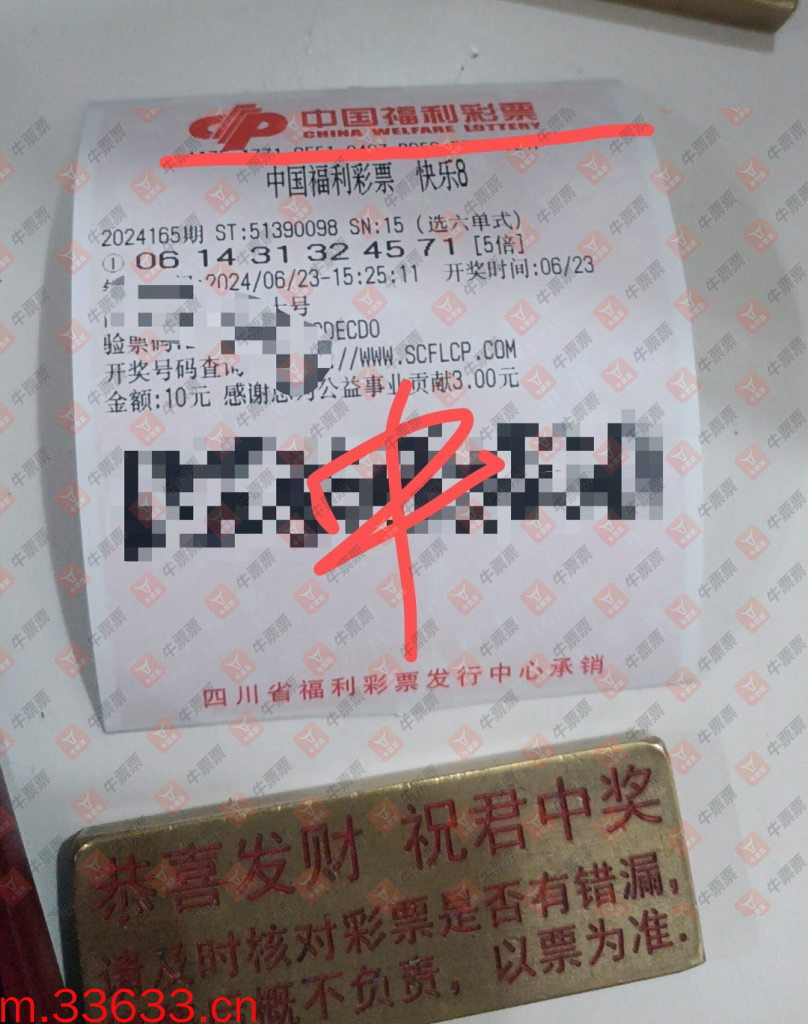 中国福利彩票
CHINA WELFARE LOTTERY
中国福利彩票 快乐8
2024165期 ST:51390098 SN:15 (选六单式)
① 06 14 31 32 45 71 [5倍]
:2024/06/23-15:25:11 开奖时间:06/23
号
验票码 CDECDO
开奖号码查询 //WWW.SCFLCP.COM
金额:10元 感谢您为公益事业贡献3.00元
中
四川省福利彩票发行中心承销
恭喜发财 祝君中奖
请及时核对彩票是否有错漏,
概不负责, 以票为准.
m.33633.cn
牛票票